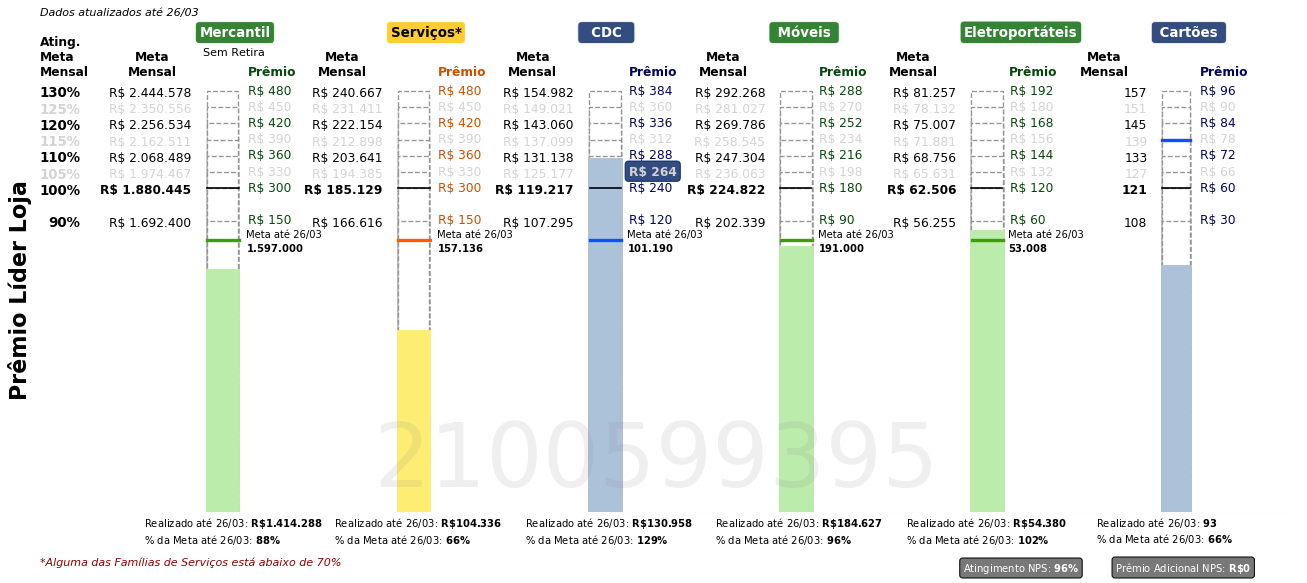 Dados atualizados até 26/03
Mercantil Serviços* CDC Móveis Eletroportáteis Cartões
Sem Retira
Ating. Meta Mensal
Meta Mensal Prêmio Meta Mensal Prêmio Meta Mensal Prêmio Meta Mensal Prêmio Meta Mensal Prêmio Meta Mensal Prêmio
130% R$ 2.444.578 R$ 480 R$ 240.667 R$ 480 R$ 154.982 R$ 384 R$ 292.268 R$ 288 R$ 81.257 R$ 192 157 R$ 96
125% R$ 2.350.556 R$ 450 R$ 231.411 R$ 450 R$ 149.021 R$ 360 R$ 281.027 R$ 270 R$ 78.132 R$ 180 151 R$ 90
120% R$ 2.256.534 R$ 420 R$ 222.154 R$ 420 R$ 143.060 R$ 336 R$ 269.786 R$ 252 R$ 75.007 R$ 168 145 R$ 84
115% R$ 2.162.511 R$ 390 R$ 212.898 R$ 390 R$ 137.099 R$ 312 R$ 258.545 R$ 234 R$ 71.881 R$ 156 139 R$ 78
110% R$ 2.068.489 R$ 360 R$ 203.641 R$ 360 R$ 131.138 R$ 288 R$ 247.304 R$ 216 R$ 68.756 R$ 144 133 R$ 72
105% R$ 1.974.467 R$ 330 R$ 194.385 R$ 330 R$ 125.177 R$ 264 R$ 236.063 R$ 198 R$ 65.631 R$ 132 127 R$ 66
100% R$ 1.880.445 R$ 300 R$ 185.129 R$ 300 R$ 119.217 R$ 240 R$ 224.822 R$ 180 R$ 62.506 R$ 120 121 R$ 60
90% R$ 1.692.400 R$ 150 R$ 166.616 R$ 150 R$ 107.295 R$ 120 R$ 202.339 R$ 90 R$ 56.255 R$ 60 108 R$ 30
Meta até 26/03 Meta até 26/03 Meta até 26/03 Meta até 26/03 Meta até 26/03
1.597.000 157.136 101.190 191.000 53.008
Prêmio Líder Loja
2100599395
Realizado até 26/03: R$1.414.288 Realizado até 26/03: R$104.336 Realizado até 26/03: R$130.958 Realizado até 26/03: R$184.627 Realizado até 26/03: R$54.380 Realizado até 26/03: 93
% da Meta até 26/03: 88% % da Meta até 26/03: 66% % da Meta até 26/03: 129% % da Meta até 26/03: 96% % da Meta até 26/03: 102% % da Meta até 26/03: 66%
*Alguma das Famílias de Serviços está abaixo de 70%
Atingimento NPS: 96% Prêmio Adicional NPS: R$0